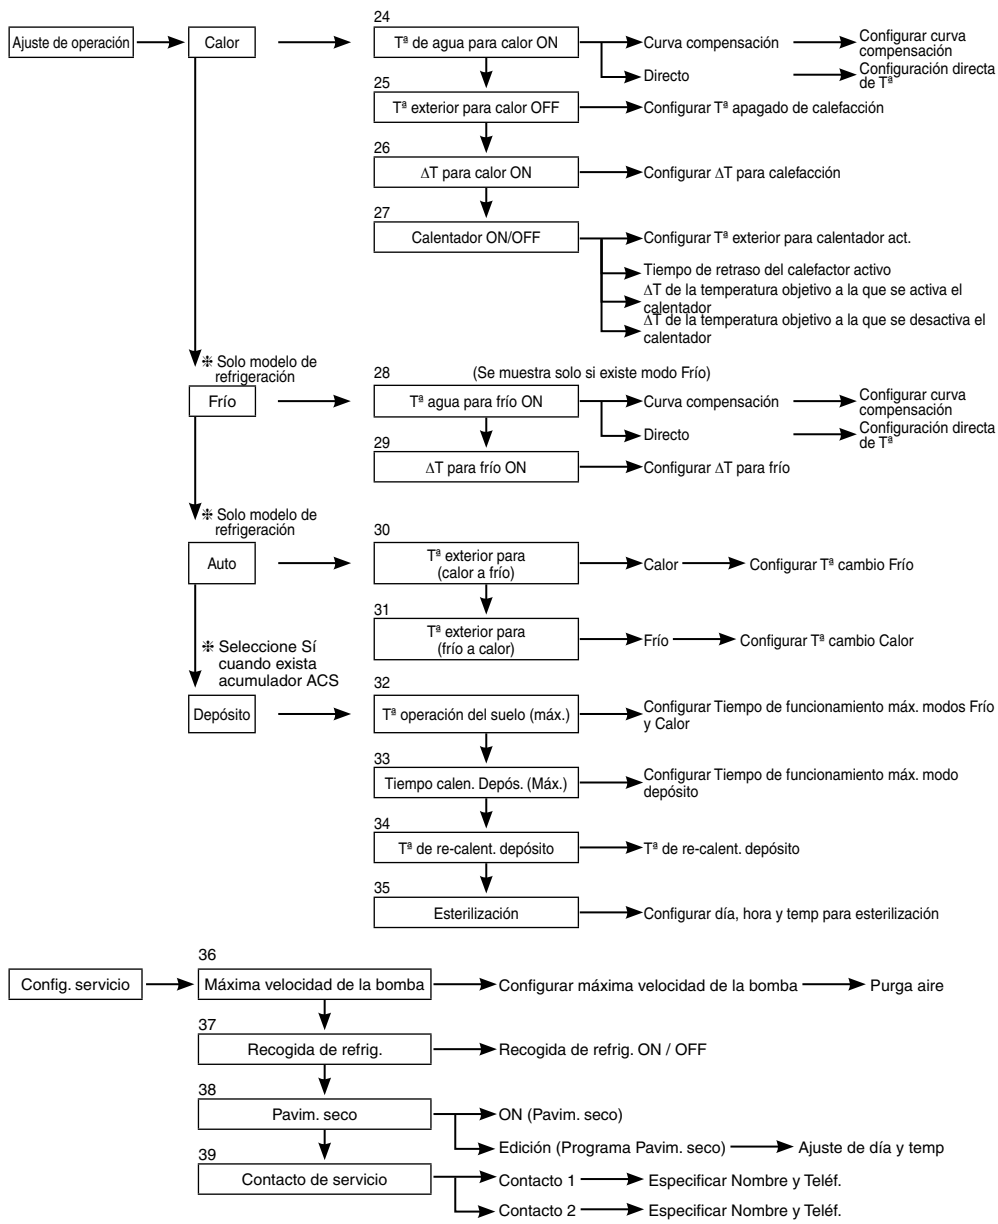 24
Ajuste de operación
Calor
Tª de agua para calor ON
Curva compensación
Configurar curva
compensación
Directo
Configuración directa
de Tª
25
Tª exterior para calor OFF
Configurar Tª apagado de calefacción
26
ΔT para calor ON
Configurar ΔT para calefacción
27
Calentador ON/OFF
Configurar Tª exterior para calentador act.
Tiempo de retraso del calefactor activo
ΔT de la temperatura objetivo a la que se activa el
calentador
ΔT de la temperatura objetivo a la que se desactiva el
calentador
❉ Solo modelo de
refrigeración
28
(Se muestra solo si existe modo Frío)
Frío
Tª agua para frío ON
Curva compensación
Configurar curva
compensación
Directo
Configuración directa
de Tª
29
ΔT para frío ON
Configurar ΔT para frío
❉ Solo modelo de
refrigeración
30
Auto
Tª exterior para
(calor a frío)
Calor
Configurar Tª cambio Frío
31
Tª exterior para
(frío a calor)
Frío
Configurar Tª cambio Calor
❉ Seleccione Sí
cuando exista
acumulador ACS
32
Depósito
Tª operación del suelo (máx.)
Configurar Tiempo de funcionamiento máx. modos Frío
y Calor
33
Tiempo calen. Depós. (Máx.)
Configurar Tiempo de funcionamiento máx. modo
depósito
34
Tª de re-calent. depósito
Tª de re-calent. depósito
35
Esterilización
Configurar día, hora y temp para esterilización
36
Config. servicio
Máxima velocidad de la bomba
Configurar máxima velocidad de la bomba
Purga aire
37
Recogida de refrig.
Recogida de refrig. ON / OFF
38
Pavim. seco
ON (Pavim. seco)
Edición (Programa Pavim. seco)
Ajuste de día y temp
39
Contacto de servicio
Contacto 1
Especificar Nombre y Teléf.
Contacto 2
Especificar Nombre y Teléf.